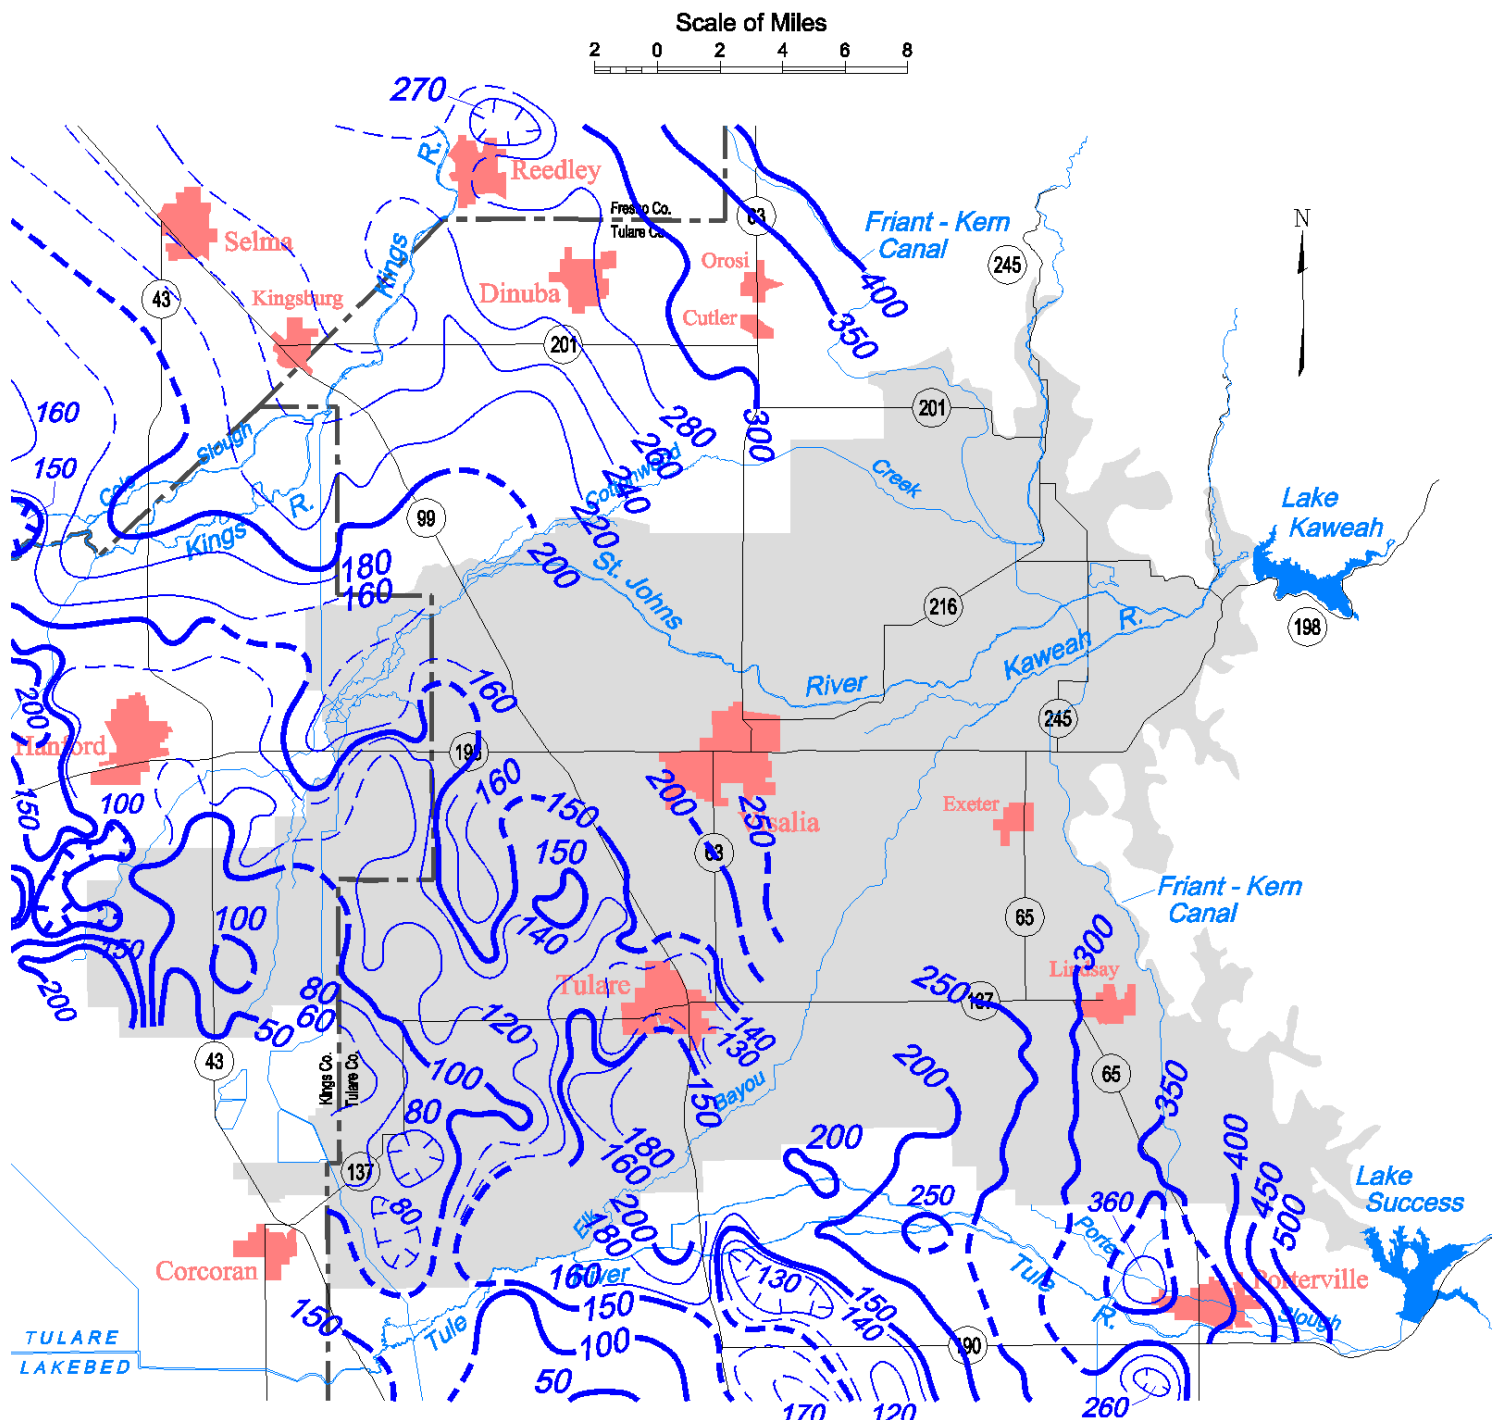 Scale of Miles
2 0 2 4 6 8
270
R.
Reedley
Fresno Co.
Tulare Co.
63
Friant - Kern
Canal
N
Selma
Kings
Orosi
245
43
Kingsburg
Dinuba
400
Cutler
350
201
160
201
280
300
Slough
260
150
Cottonwood
Creek
Cole
240
R.
Lake
Kaweah
99
220
Kings
200
180
St. Johns
160
216
R.
198
Kaweah
160
River
200
245
Hanford
198
160
200
150
250
Exeter
150
100
Visalia
63
150
Friant - Kern
Canal
100
140
65
300
150
200
80
Tulare
Lindsay
250
137
60
50
120
140
130
43
Kings Co.
Tulare Co.
100
200
65
350
150
Bayou
80
200
400
180
137
160
450
Lake
Success
360
250
80
200
Elk
Porter
500
180
Corcoran
160
River
130
Tule
Porterville
150
150
150
R.
Slough
140
TULARE
LAKEBED
Tule
100
190
50
170
120
260